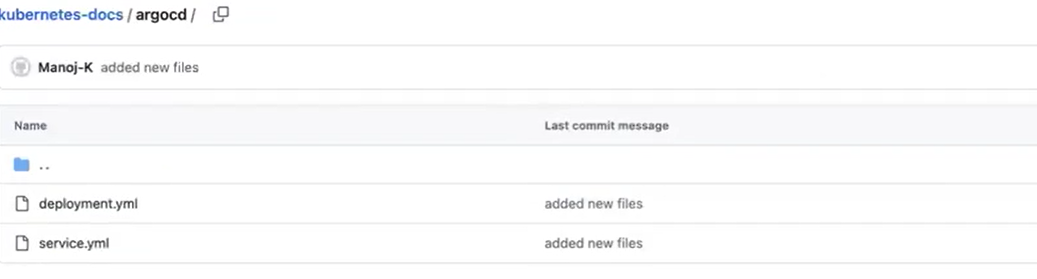 kubernetes-docs / argocd /
Manoj-K added new files
Name Last commit message
..
deployment.yml added new files
service.yml added new files